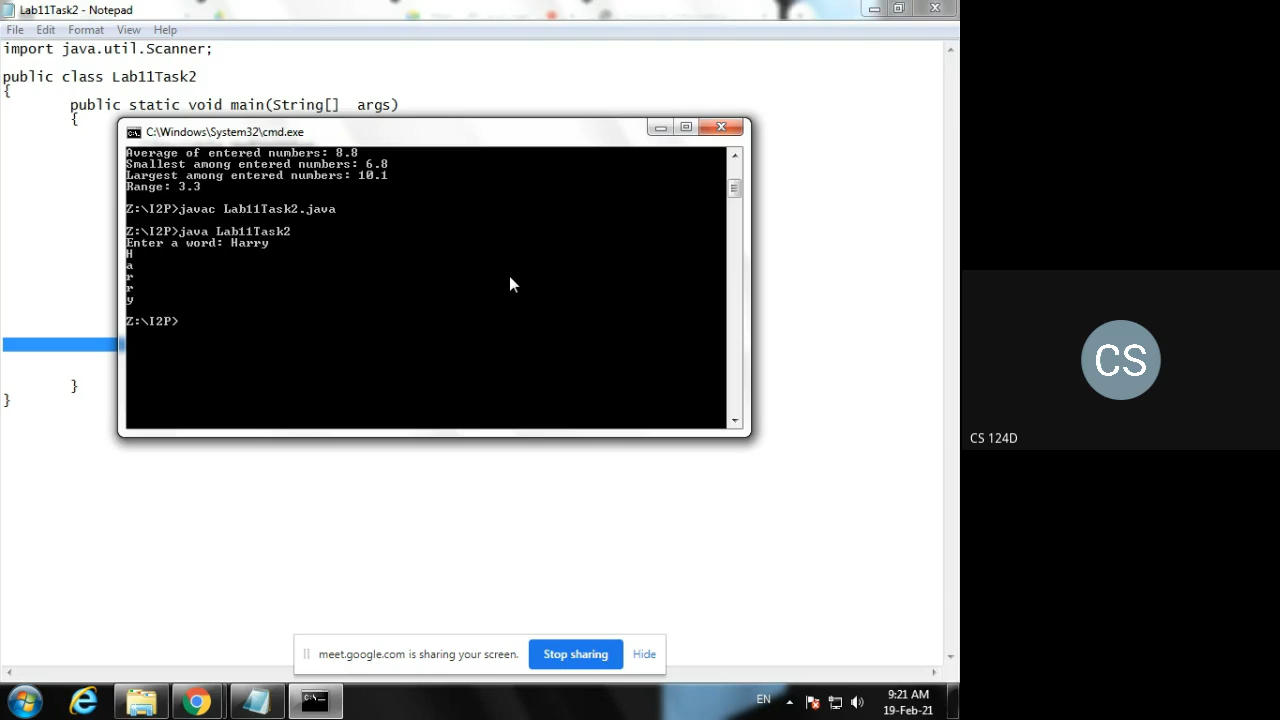 Lab11Task2 - Notepad
File Edit Format View Help
import java.util.Scanner;
public class Lab11Task2
{
public static void main(String[]  args)
{
C:\Windows\System32\cmd.exe
Average of entered numbers: 8.8
Smallest among entered numbers: 6.8
Largest among entered numbers: 10.1
Range: 3.3
Z:\I2P>javac Lab11Task2.java
Z:\I2P>java Lab11Task2
Enter a word: Harry
H
a
r
r
y
Z:\I2P>
}
}
CS
CS 124D
meet.google.com is sharing your screen. Stop sharing Hide
EN
9:21 AM
19-Feb-21